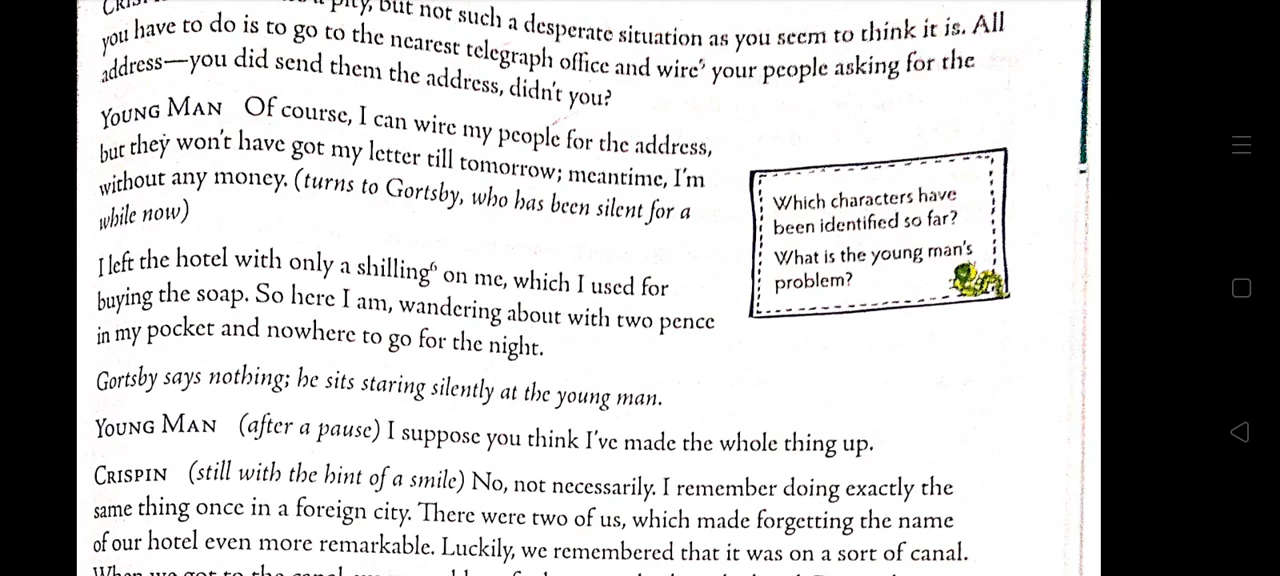 pity, but not such a desperate situation as you seem to think it is. All
you have to do is to go to the nearest telegraph office and wire⁵ your people asking for the
address—you did send them the address, didn't you?
YOUNG MAN Of course, I can wire my people for the address,
but they won't have got my letter till tomorrow; meantime, I'm
without any money. (turns to Gortsby, who has been silent for a
while now)
I left the hotel with only a shilling⁶ on me, which I used for
buying the soap. So here I am, wandering about with two pence
in my pocket and nowhere to go for the night.
Gortsby says nothing; he sits staring silently at the young man.
YOUNG MAN (after a pause) I suppose you think I've made the whole thing up.
CRISPIN (still with the hint of a smile) No, not necessarily. I remember doing exactly the
same thing once in a foreign city. There were two of us, which made forgetting the name
of our hotel even more remarkable. Luckily, we remembered that it was on a sort of canal.
Which characters have
been identified so far?
What is the young man's
problem?